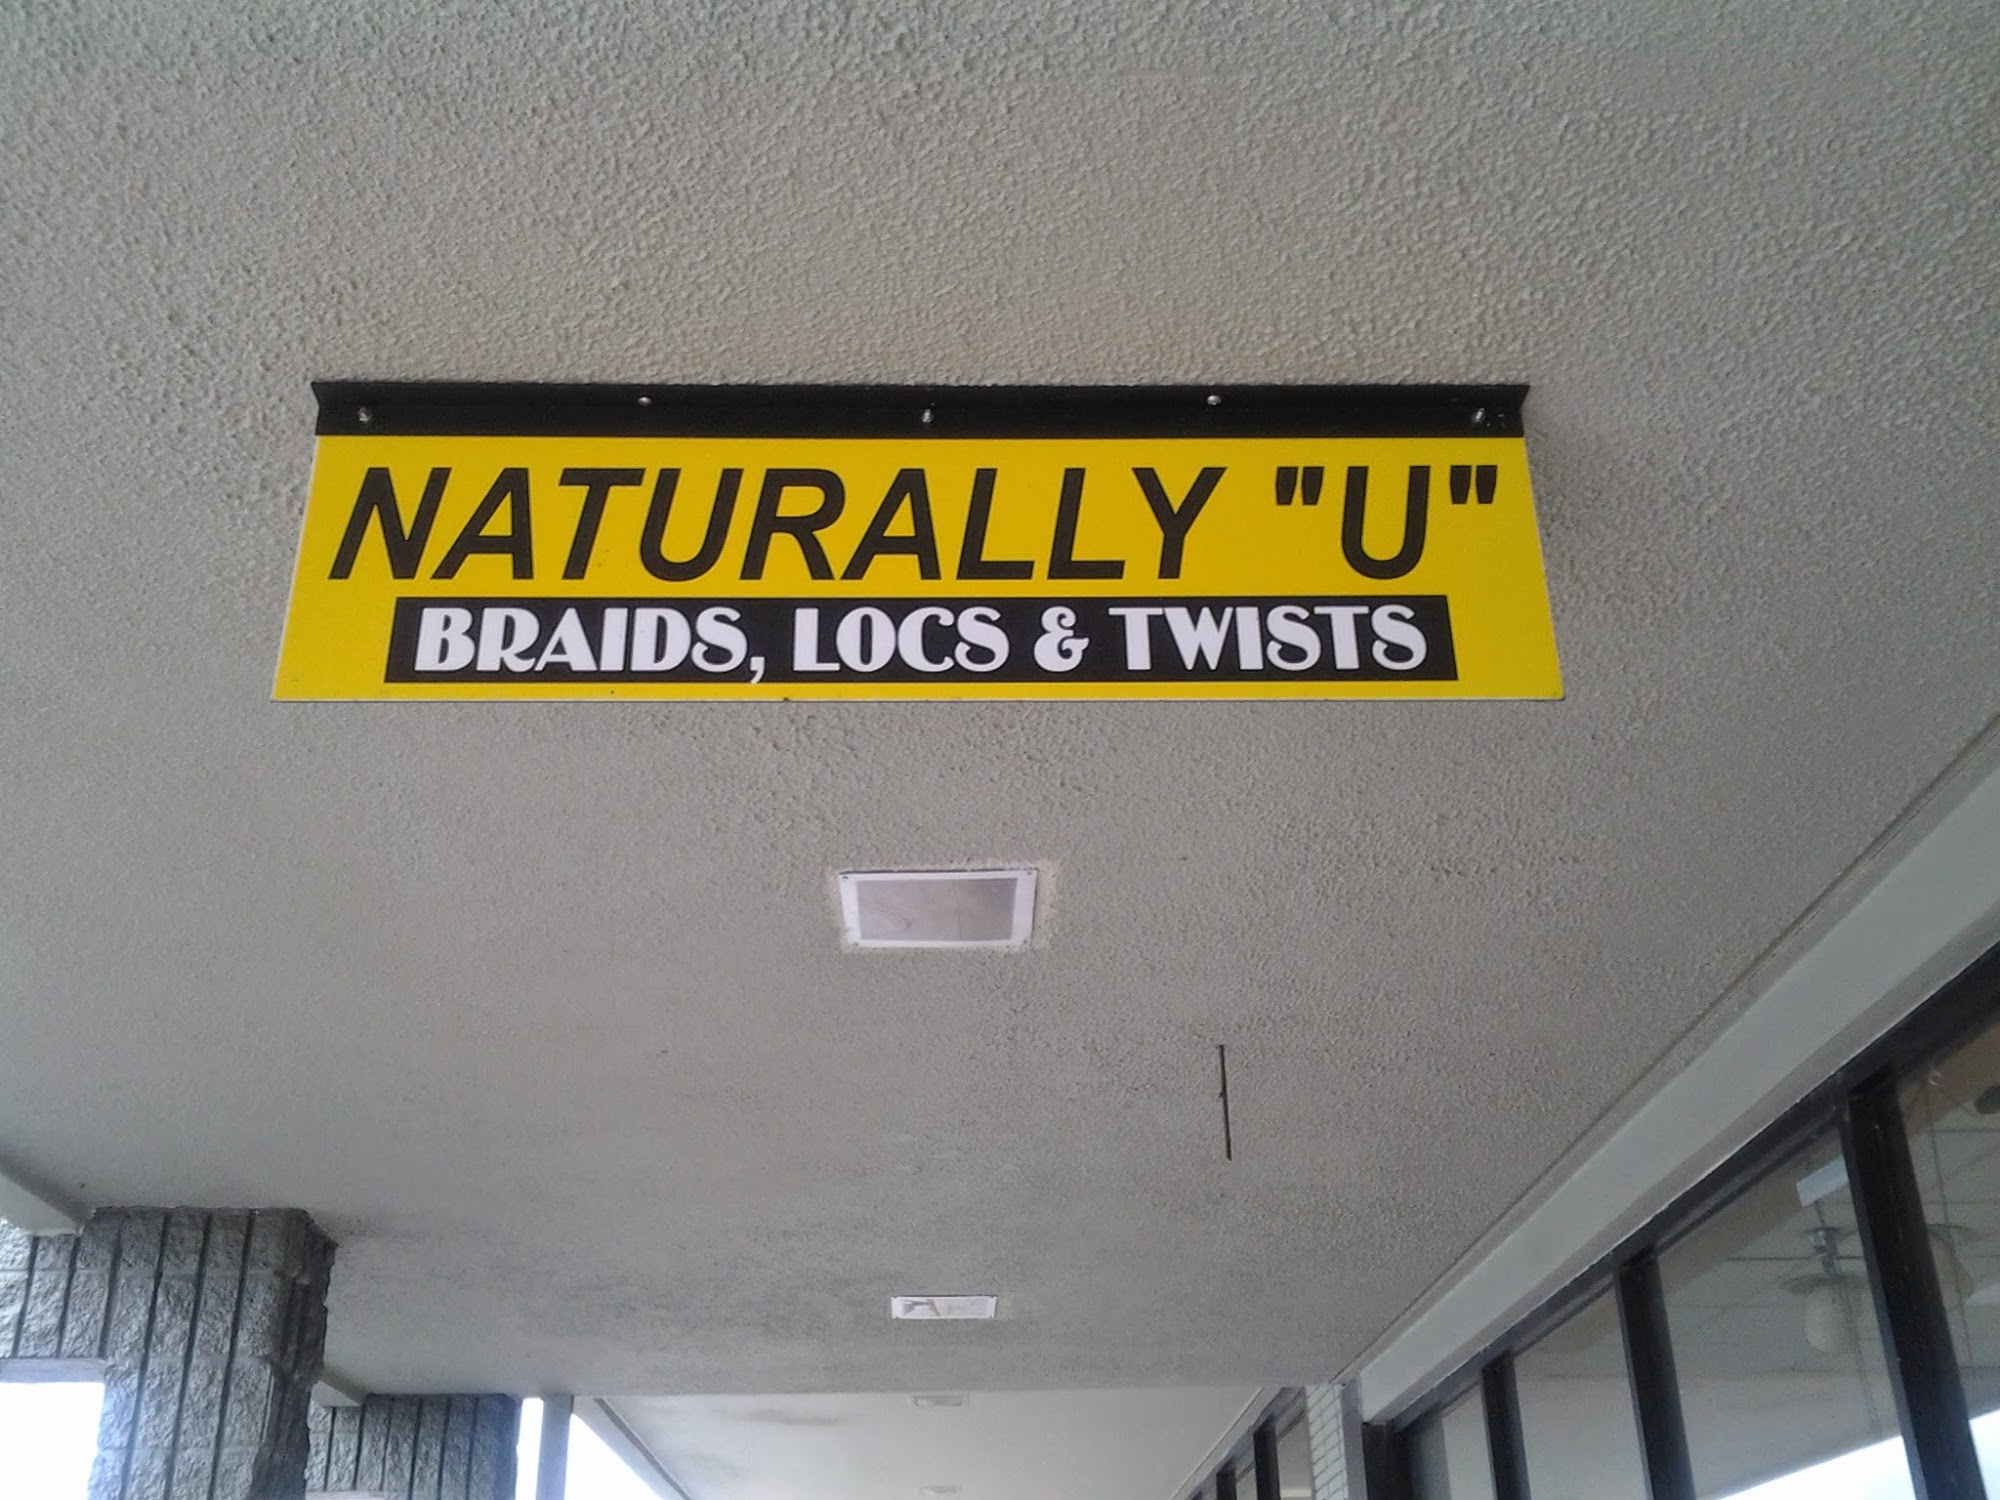 NATURALLY "U"
BRAIDS, LOCS & TWISTS